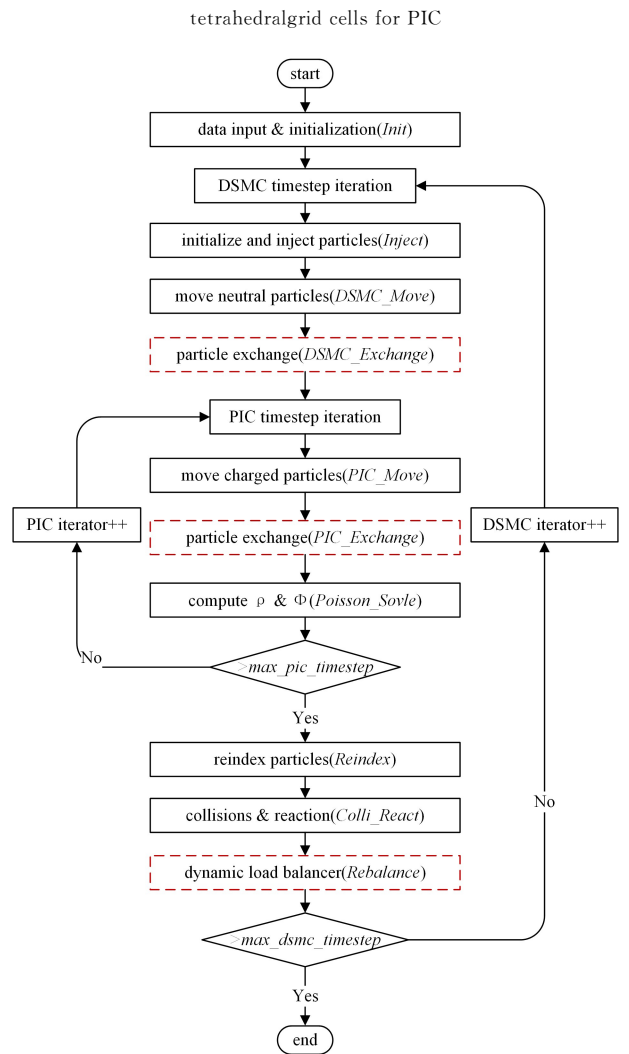 tetrahedralgrid cells for PIC
start
data input & initialization(Init)
DSMC timestep iteration
initialize and inject particles(Inject)
move neutral particles(DSMC_Move)
particle exchange(DSMC_Exchange)
PIC timestep iteration
move charged particles(PIC_Move)
PIC iterator++
particle exchange(PIC_Exchange)
DSMC iterator++
compute ρ & Φ(Poisson_Sovle)
No
>max_pic_timestep
Yes
reindex particles(Reindex)
collisions & reaction(Colli_React)
No
dynamic load balancer(Rebalance)
>max_dsmc_timestep
Yes
end